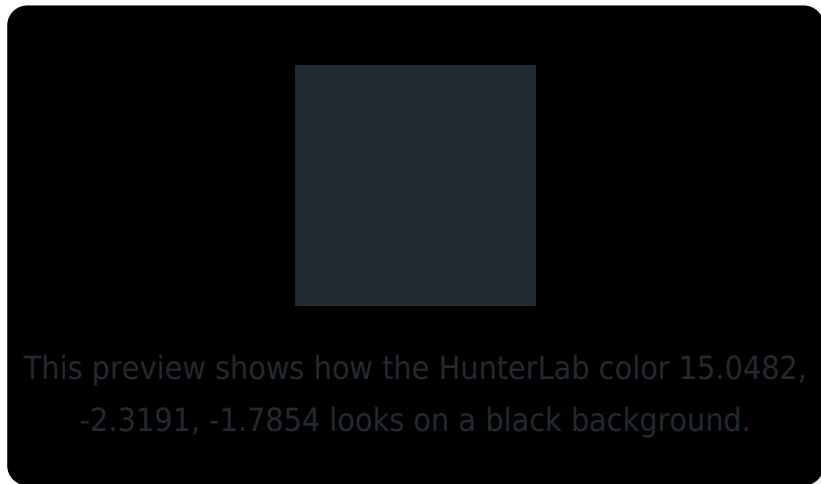 This preview shows how the HunterLab color 15.0482,
-2.3191, -1.7854 looks on a black background.